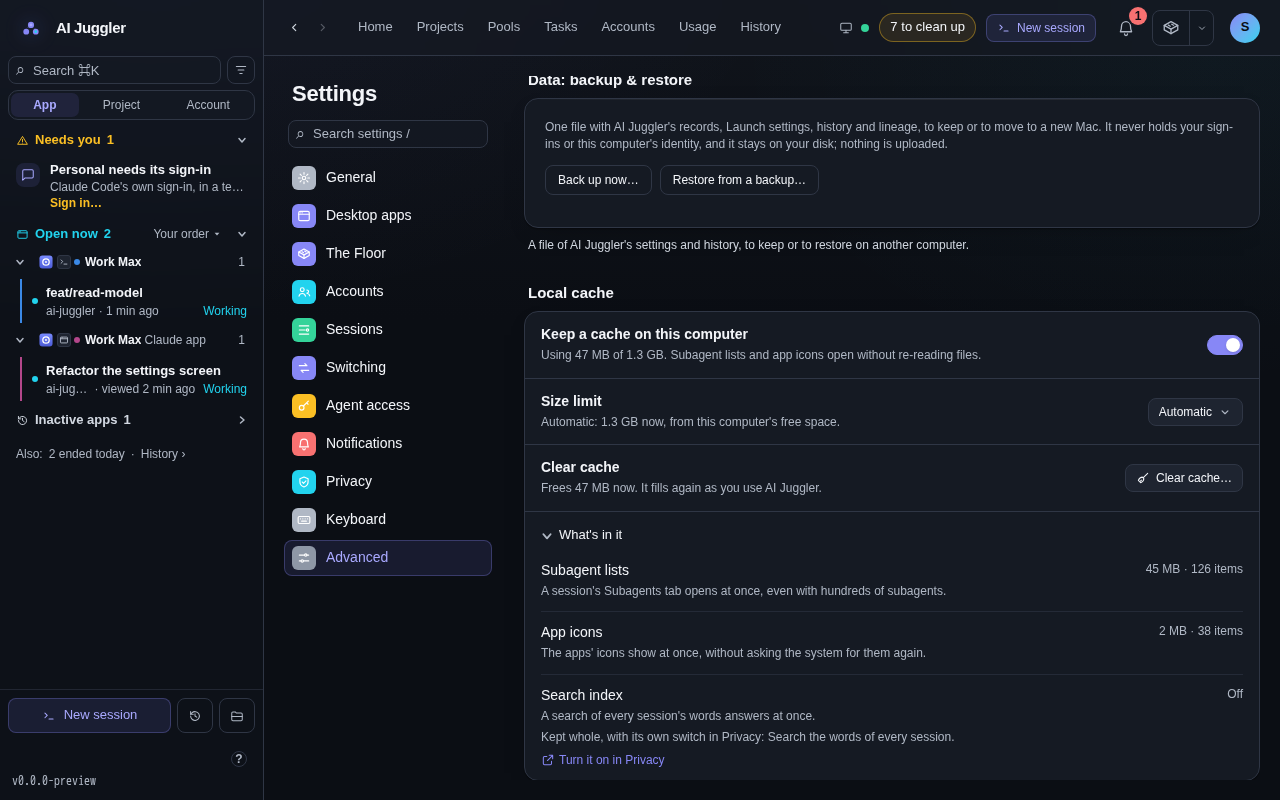 AI Juggler
Search ⌘K
App
Project
Account
Needs you 1
Personal needs its sign-in
Claude Code's own sign-in, in a te…
Sign in…
Open now 2
Your order
Work Max
1
feat/read-model
ai-juggler · 1 min ago
Working
Work Max Claude app
1
Refactor the settings screen
ai-jug… · viewed 2 min ago
Working
Inactive apps 1
Also: 2 ended today · History ›
New session
?
v0.0.0-preview
Home
Projects
Pools
Tasks
Accounts
Usage
History
7 to clean up
New session
1
S
Settings
Search settings /
General
Desktop apps
The Floor
Accounts
Sessions
Switching
Agent access
Notifications
Privacy
Keyboard
Advanced
Data: backup & restore
One file with AI Juggler's records, Launch settings, history and lineage, to keep or to move to a new Mac. It never holds your sign-
ins or this computer's identity, and it stays on your disk; nothing is uploaded.
Back up now…
Restore from a backup…
A file of AI Juggler's settings and history, to keep or to restore on another computer.
Local cache
Keep a cache on this computer
Using 47 MB of 1.3 GB. Subagent lists and app icons open without re-reading files.
Size limit
Automatic: 1.3 GB now, from this computer's free space.
Automatic
Clear cache
Frees 47 MB now. It fills again as you use AI Juggler.
Clear cache…
What's in it
Subagent lists
45 MB · 126 items
A session's Subagents tab opens at once, even with hundreds of subagents.
App icons
2 MB · 38 items
The apps' icons show at once, without asking the system for them again.
Search index
Off
A search of every session's words answers at once.
Kept whole, with its own switch in Privacy: Search the words of every session.
Turn it on in Privacy